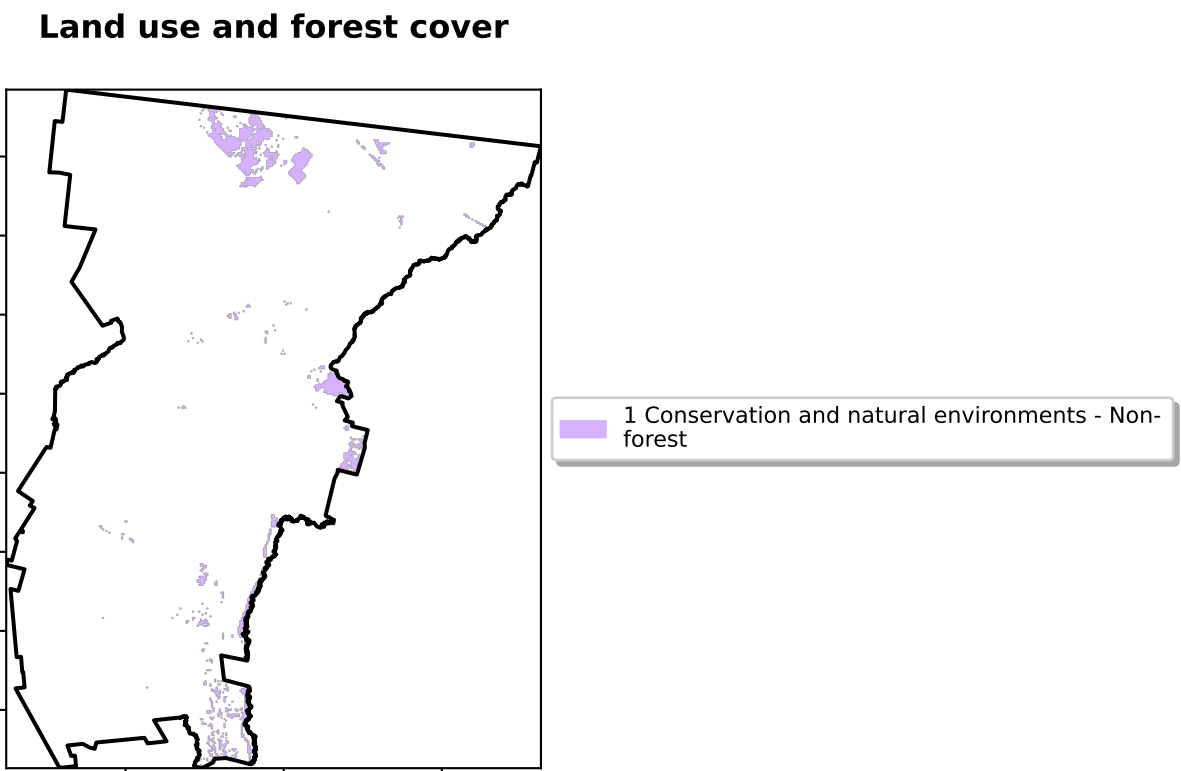 Land use and forest cover
1 Conservation and natural environments - Non-
forest